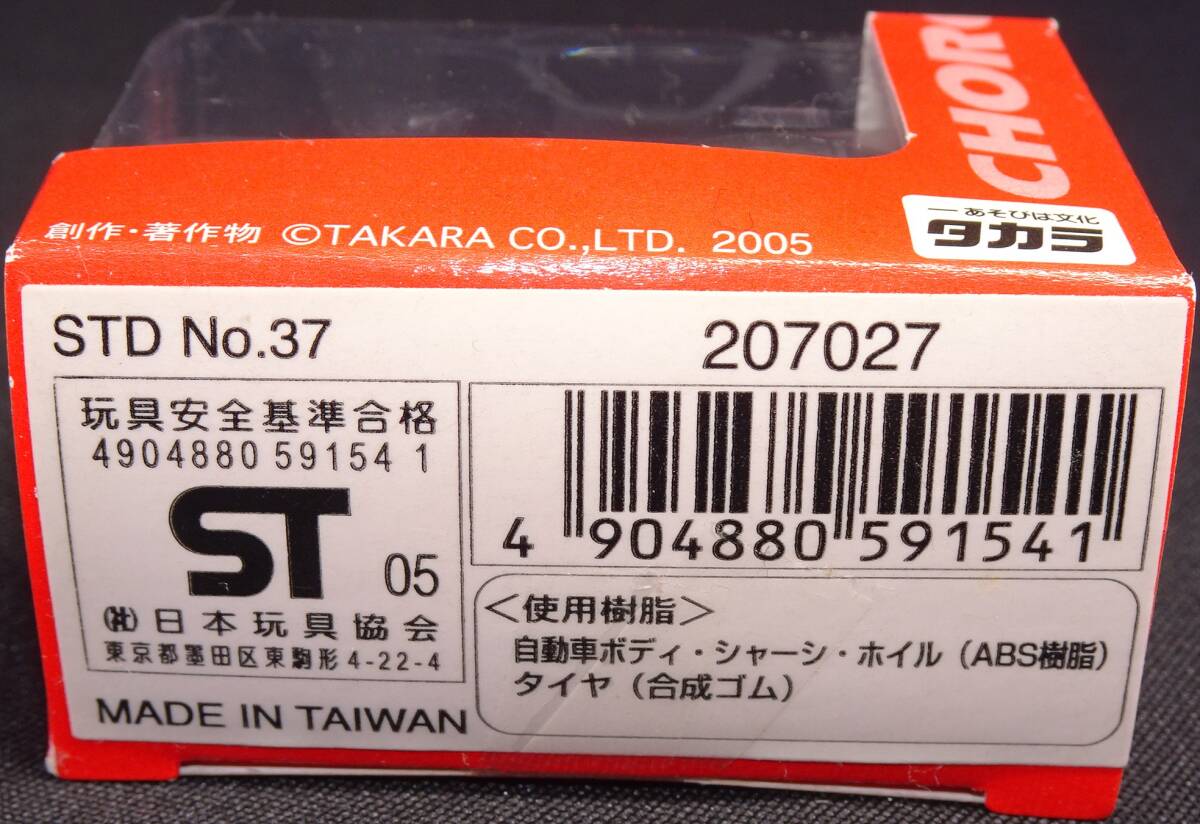 CHOR
創作・著作物 ©TAKARA CO.,LTD. 2005
―あそびは文化
タカラ
STD No.37
207027
玩具安全基準合格
4904880 59154 1
ST
05
(社)日本玩具協会
東京都墨田区東駒形4-22-4
MADE IN TAIWAN
4 904880 591541
<使用樹脂>
自動車ボディ・シャーシ・ホイル(ABS樹脂)
タイヤ(合成ゴム)